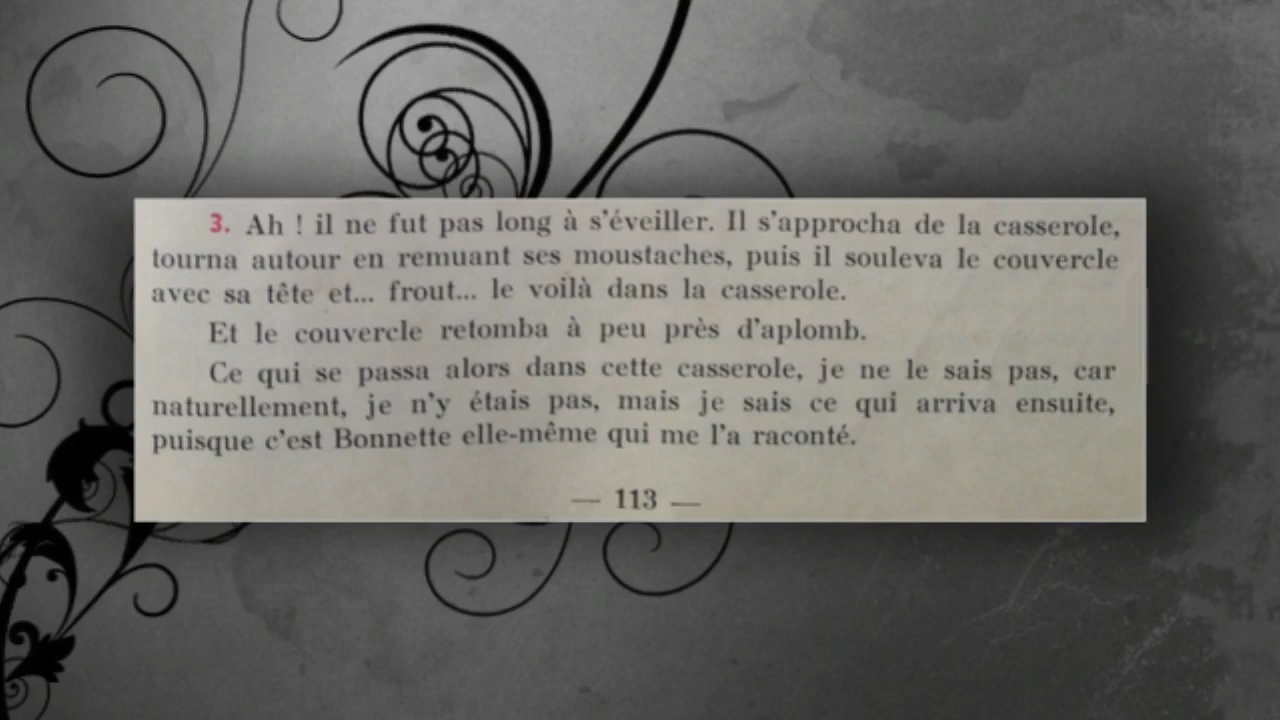 3. Ah ! il ne fut pas long à s'éveiller. Il s'approcha de la casserole,
tourna autour en remuant ses moustaches, puis il souleva le couvercle
avec sa tête et... frout... le voilà dans la casserole.
Et le couvercle retomba à peu près d'aplomb.
Ce qui se passa alors dans cette casserole, je ne le sais pas, car
naturellement, je n'y étais pas, mais je sais ce qui arriva ensuite,
puisque c'est Bonnette elle-même qui me l'a raconté.
— 113 —